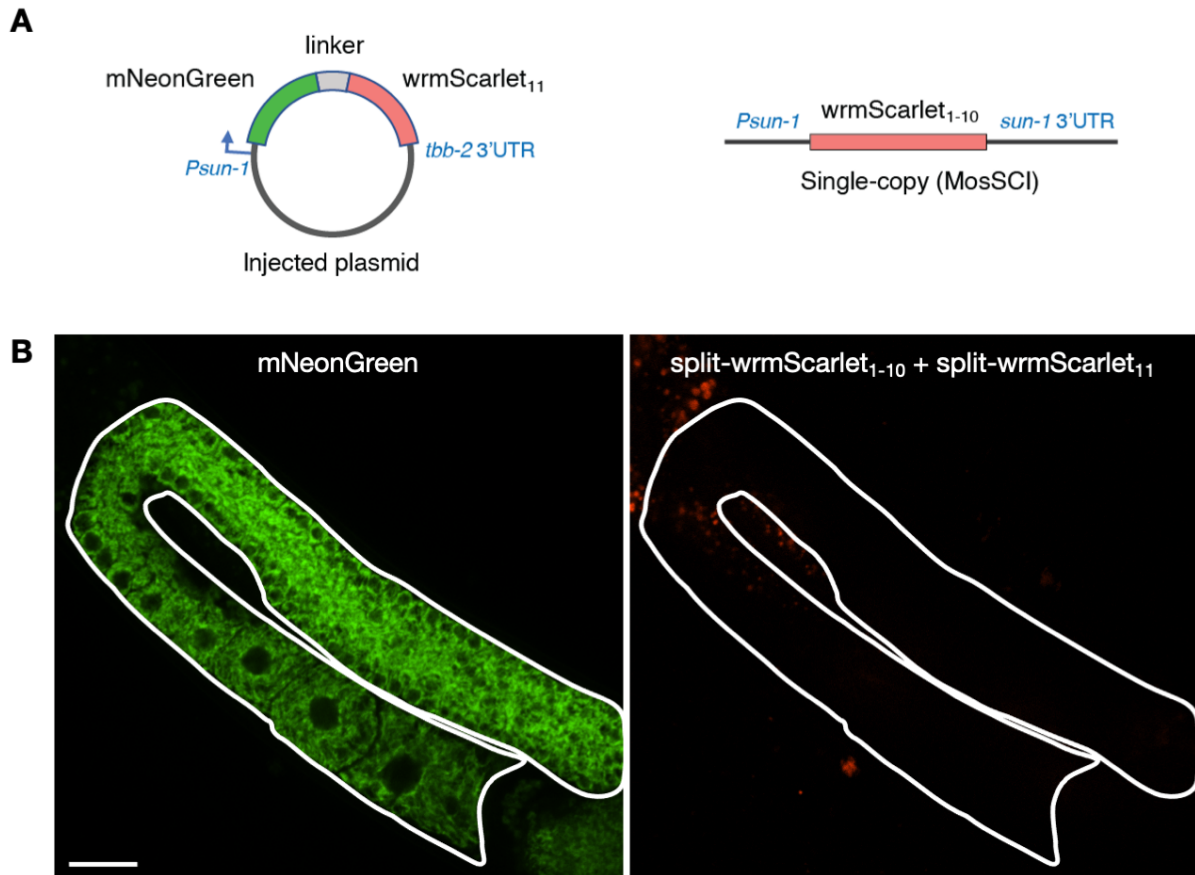 A
linker
mNeonGreen
wrmScarlet₁₁
Psun-1
tbb-2 3'UTR
Injected plasmid
wrmScarlet₁₋₁₀
Psun-1
sun-1 3'UTR
Single-copy (MosSCI)
B
mNeonGreen
split-wrmScarlet₁₋₁₀ + split-wrmScarlet₁₁